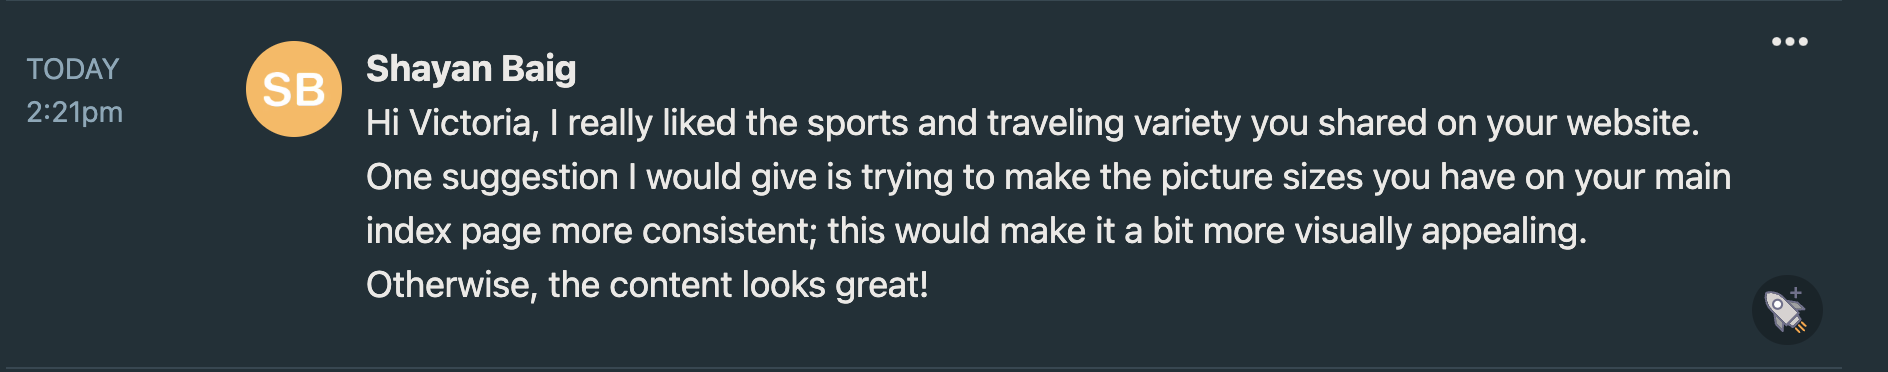 TODAY
2:21pm
SB
Shayan Baig
Hi Victoria, I really liked the sports and traveling variety you shared on your website.
One suggestion I would give is trying to make the picture sizes you have on your main
index page more consistent; this would make it a bit more visually appealing.
Otherwise, the content looks great!